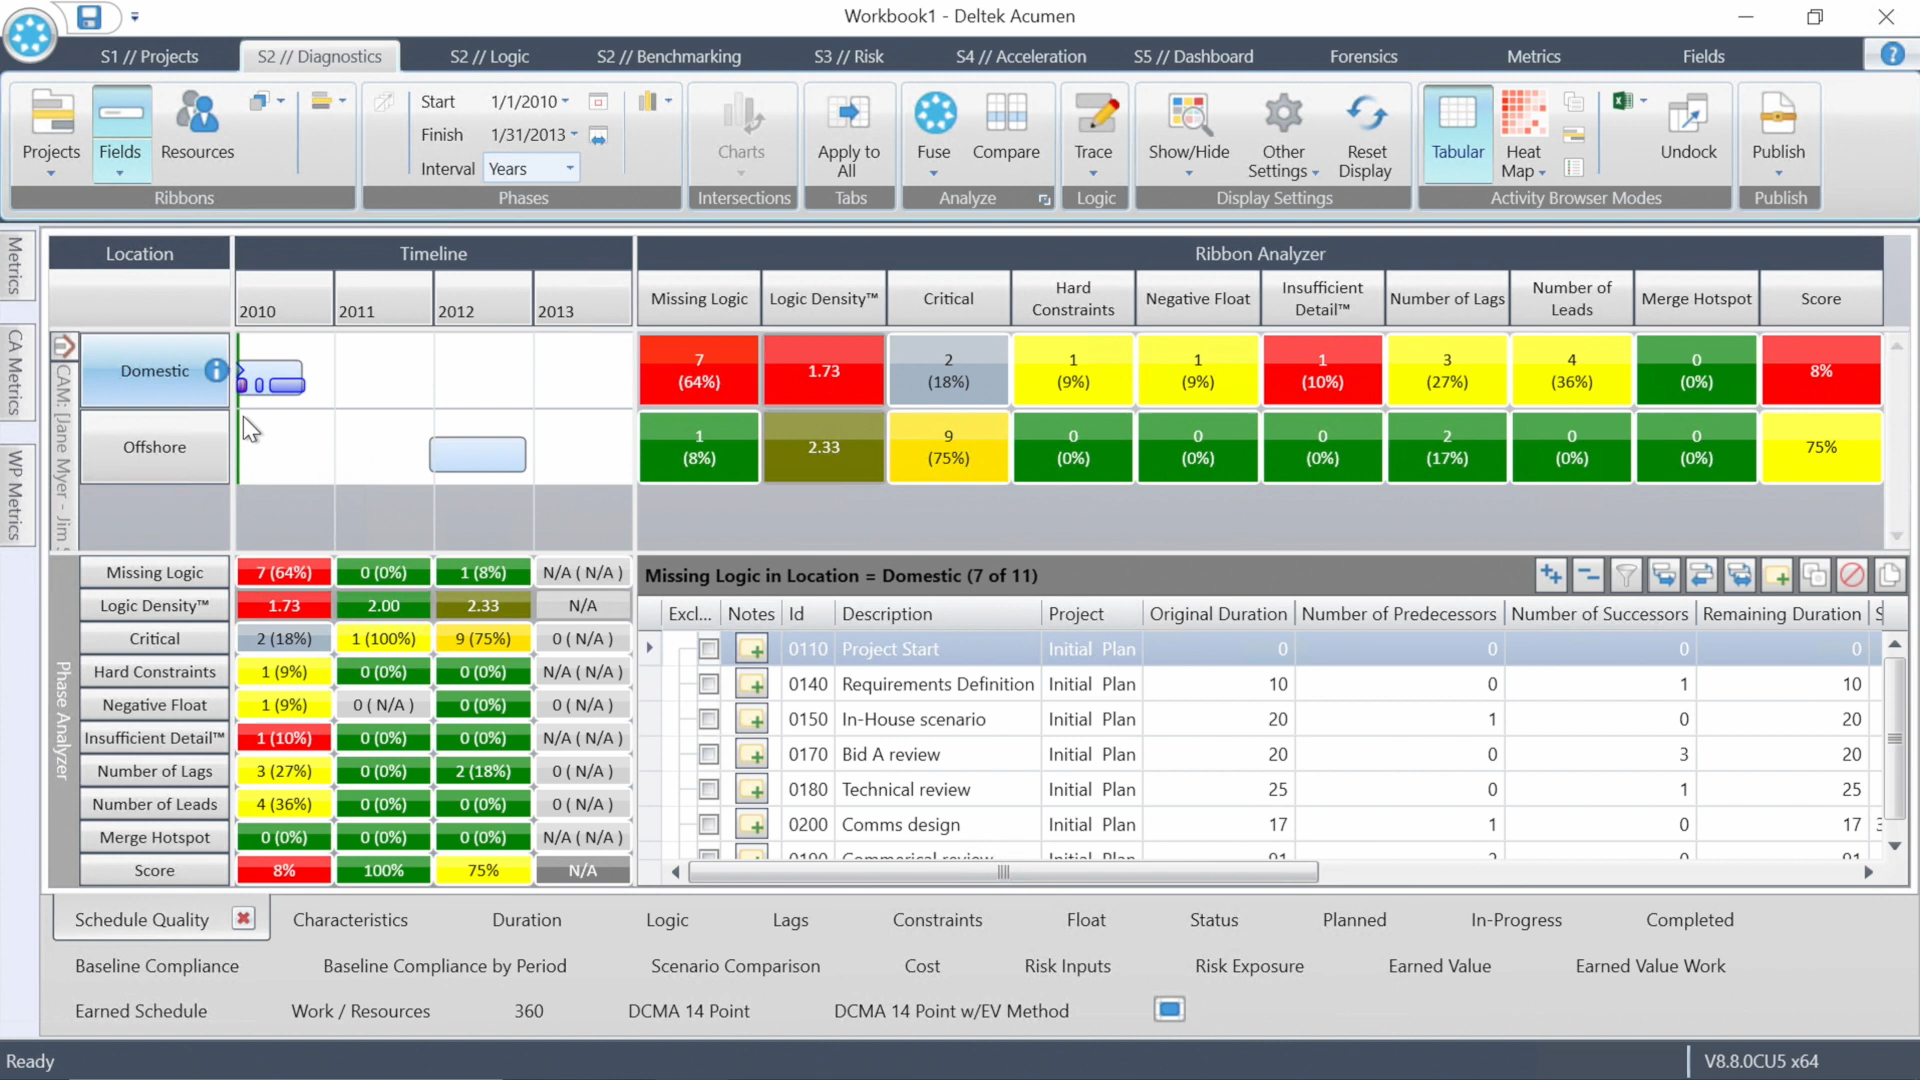 Workbook1 - Deltek Acumen
S1 // Projects
S2 // Diagnostics
S2 // Logic
S2 // Benchmarking
S3 // Risk
S4 // Acceleration
S5 // Dashboard
Forensics
Metrics
Fields
Projects
Fields
Resources
Ribbons
Start 1/1/2010
Finish 1/31/2013
Interval Years
Phases
Charts
Intersections
Apply to All
Tabs
Fuse
Compare
Analyze
Trace
Logic
Show/Hide
Other Settings
Reset Display
Display Settings
Tabular
Heat Map
Undock
Activity Browser Modes
Publish
Publish
Metrics
CA Metrics
WP Metrics
Location
Timeline
Ribbon Analyzer
2010 2011 2012 2013
Missing Logic
Logic Density™
Critical
Hard Constraints
Negative Float
Insufficient Detail™
Number of Lags
Number of Leads
Merge Hotspot
Score
CAM: [Jane Myer - Jim
Domestic
7 (64%) 1.73 2 (18%) 1 (9%) 1 (9%) 1 (10%) 3 (27%) 4 (36%) 0 (0%) 8%
Offshore
1 (8%) 2.33 9 (75%) 0 (0%) 0 (0%) 0 (0%) 2 (17%) 0 (0%) 0 (0%) 75%
Phase Analyzer
Missing Logic 7 (64%) 0 (0%) 1 (8%) N/A ( N/A )
Logic Density™ 1.73 2.00 2.33 N/A
Critical 2 (18%) 1 (100%) 9 (75%) 0 ( N/A )
Hard Constraints 1 (9%) 0 (0%) 0 (0%) N/A ( N/A )
Negative Float 1 (9%) 0 ( N/A ) 0 (0%) 0 ( N/A )
Insufficient Detail™ 1 (10%) 0 (0%) 0 (0%) N/A ( N/A )
Number of Lags 3 (27%) 0 (0%) 2 (18%) 0 ( N/A )
Number of Leads 4 (36%) 0 (0%) 0 (0%) 0 ( N/A )
Merge Hotspot 0 (0%) 0 (0%) 0 (0%) N/A ( N/A )
Score 8% 100% 75% N/A
Missing Logic in Location = Domestic (7 of 11)
Excl... Notes Id Description Project Original Duration Number of Predecessors Number of Successors Remaining Duration
0110 Project Start Initial Plan 0 0 0 0
0140 Requirements Definition Initial Plan 10 0 1 10
0150 In-House scenario Initial Plan 20 1 0 20
0170 Bid A review Initial Plan 20 0 3 20
0180 Technical review Initial Plan 25 0 1 25
0200 Comms design Initial Plan 17 1 0 17
0190 Commerical review Initial Plan 91 2 0 91
Schedule Quality
Characteristics
Duration
Logic
Lags
Constraints
Float
Status
Planned
In-Progress
Completed
Baseline Compliance
Baseline Compliance by Period
Scenario Comparison
Cost
Risk Inputs
Risk Exposure
Earned Value
Earned Value Work
Earned Schedule
Work / Resources
360
DCMA 14 Point
DCMA 14 Point w/EV Method
Ready
V8.8.0CU5 x64